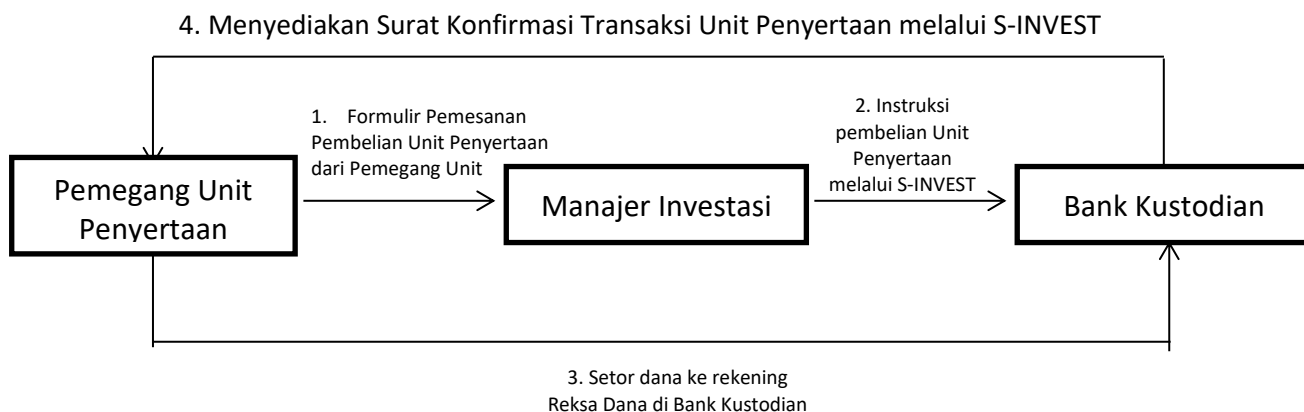 4. Menyediakan Surat Konfirmasi Transaksi Unit Penyertaan melalui S-INVEST
1. Formulir Pemesanan
Pembelian Unit Penyertaan
dari Pemegang Unit
2. Instruksi
pembelian Unit
Penyertaan
melalui S-INVEST
Pemegang Unit
Penyertaan
Manajer Investasi
Bank Kustodian
3. Setor dana ke rekening
Reksa Dana di Bank Kustodian